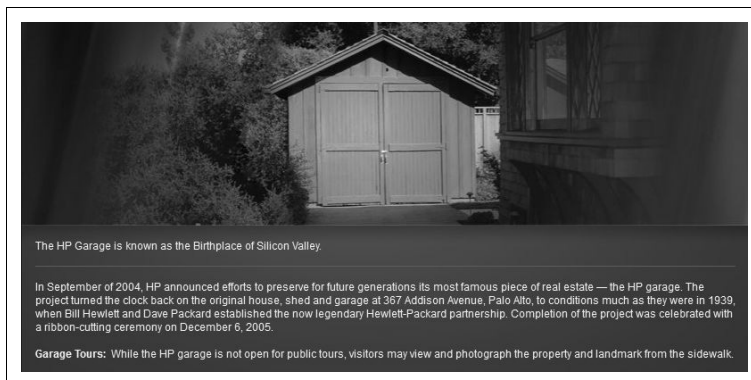 The HP Garage is known as the Birthplace of Silicon Valley.
In September of 2004, HP announced efforts to preserve for future generations its most famous piece of real estate — the HP garage. The
project turned the clock back on the original house, shed and garage at 367 Addison Avenue, Palo Alto, to conditions much as they were in 1939,
when Bill Hewlett and Dave Packard established the now legendary Hewlett-Packard partnership. Completion of the project was celebrated with
a ribbon-cutting ceremony on December 6, 2005.
Garage Tours: While the HP garage is not open for public tours, visitors may view and photograph the property and landmark from the sidewalk.